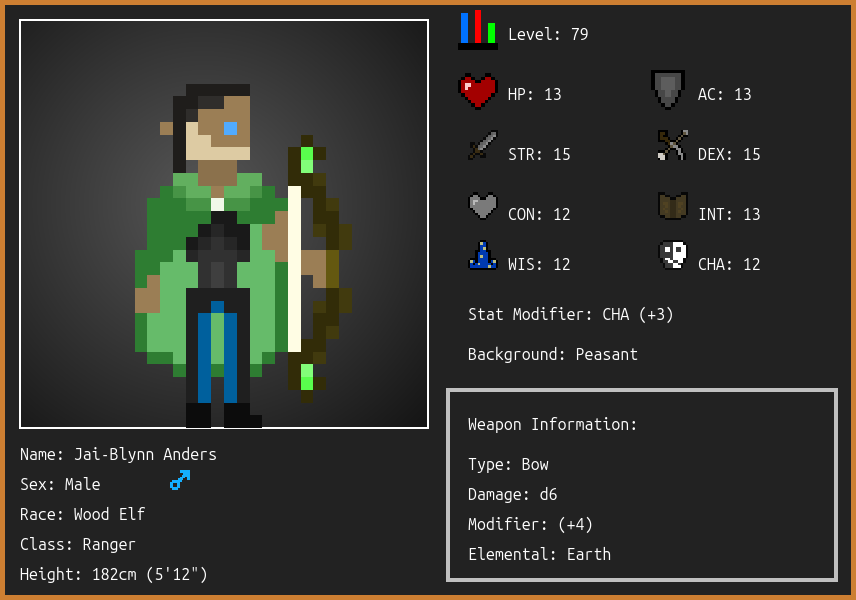 Level: 79
HP: 13
AC: 13
STR: 15
DEX: 15
CON: 12
INT: 13
WIS: 12
CHA: 12
Stat Modifier: CHA (+3)
Background: Peasant
Weapon Information:
Type: Bow
Damage: d6
Modifier: (+4)
Elemental: Earth
Name: Jai-Blynn Anders
Sex: Male
Race: Wood Elf
Class: Ranger
Height: 182cm (5'12")